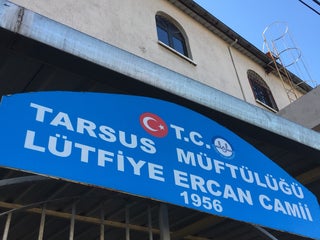 T.C.
TARSUS MÜFTÜLÜĞÜ
LÜTFİYE ERCAN CAMİİ
1956